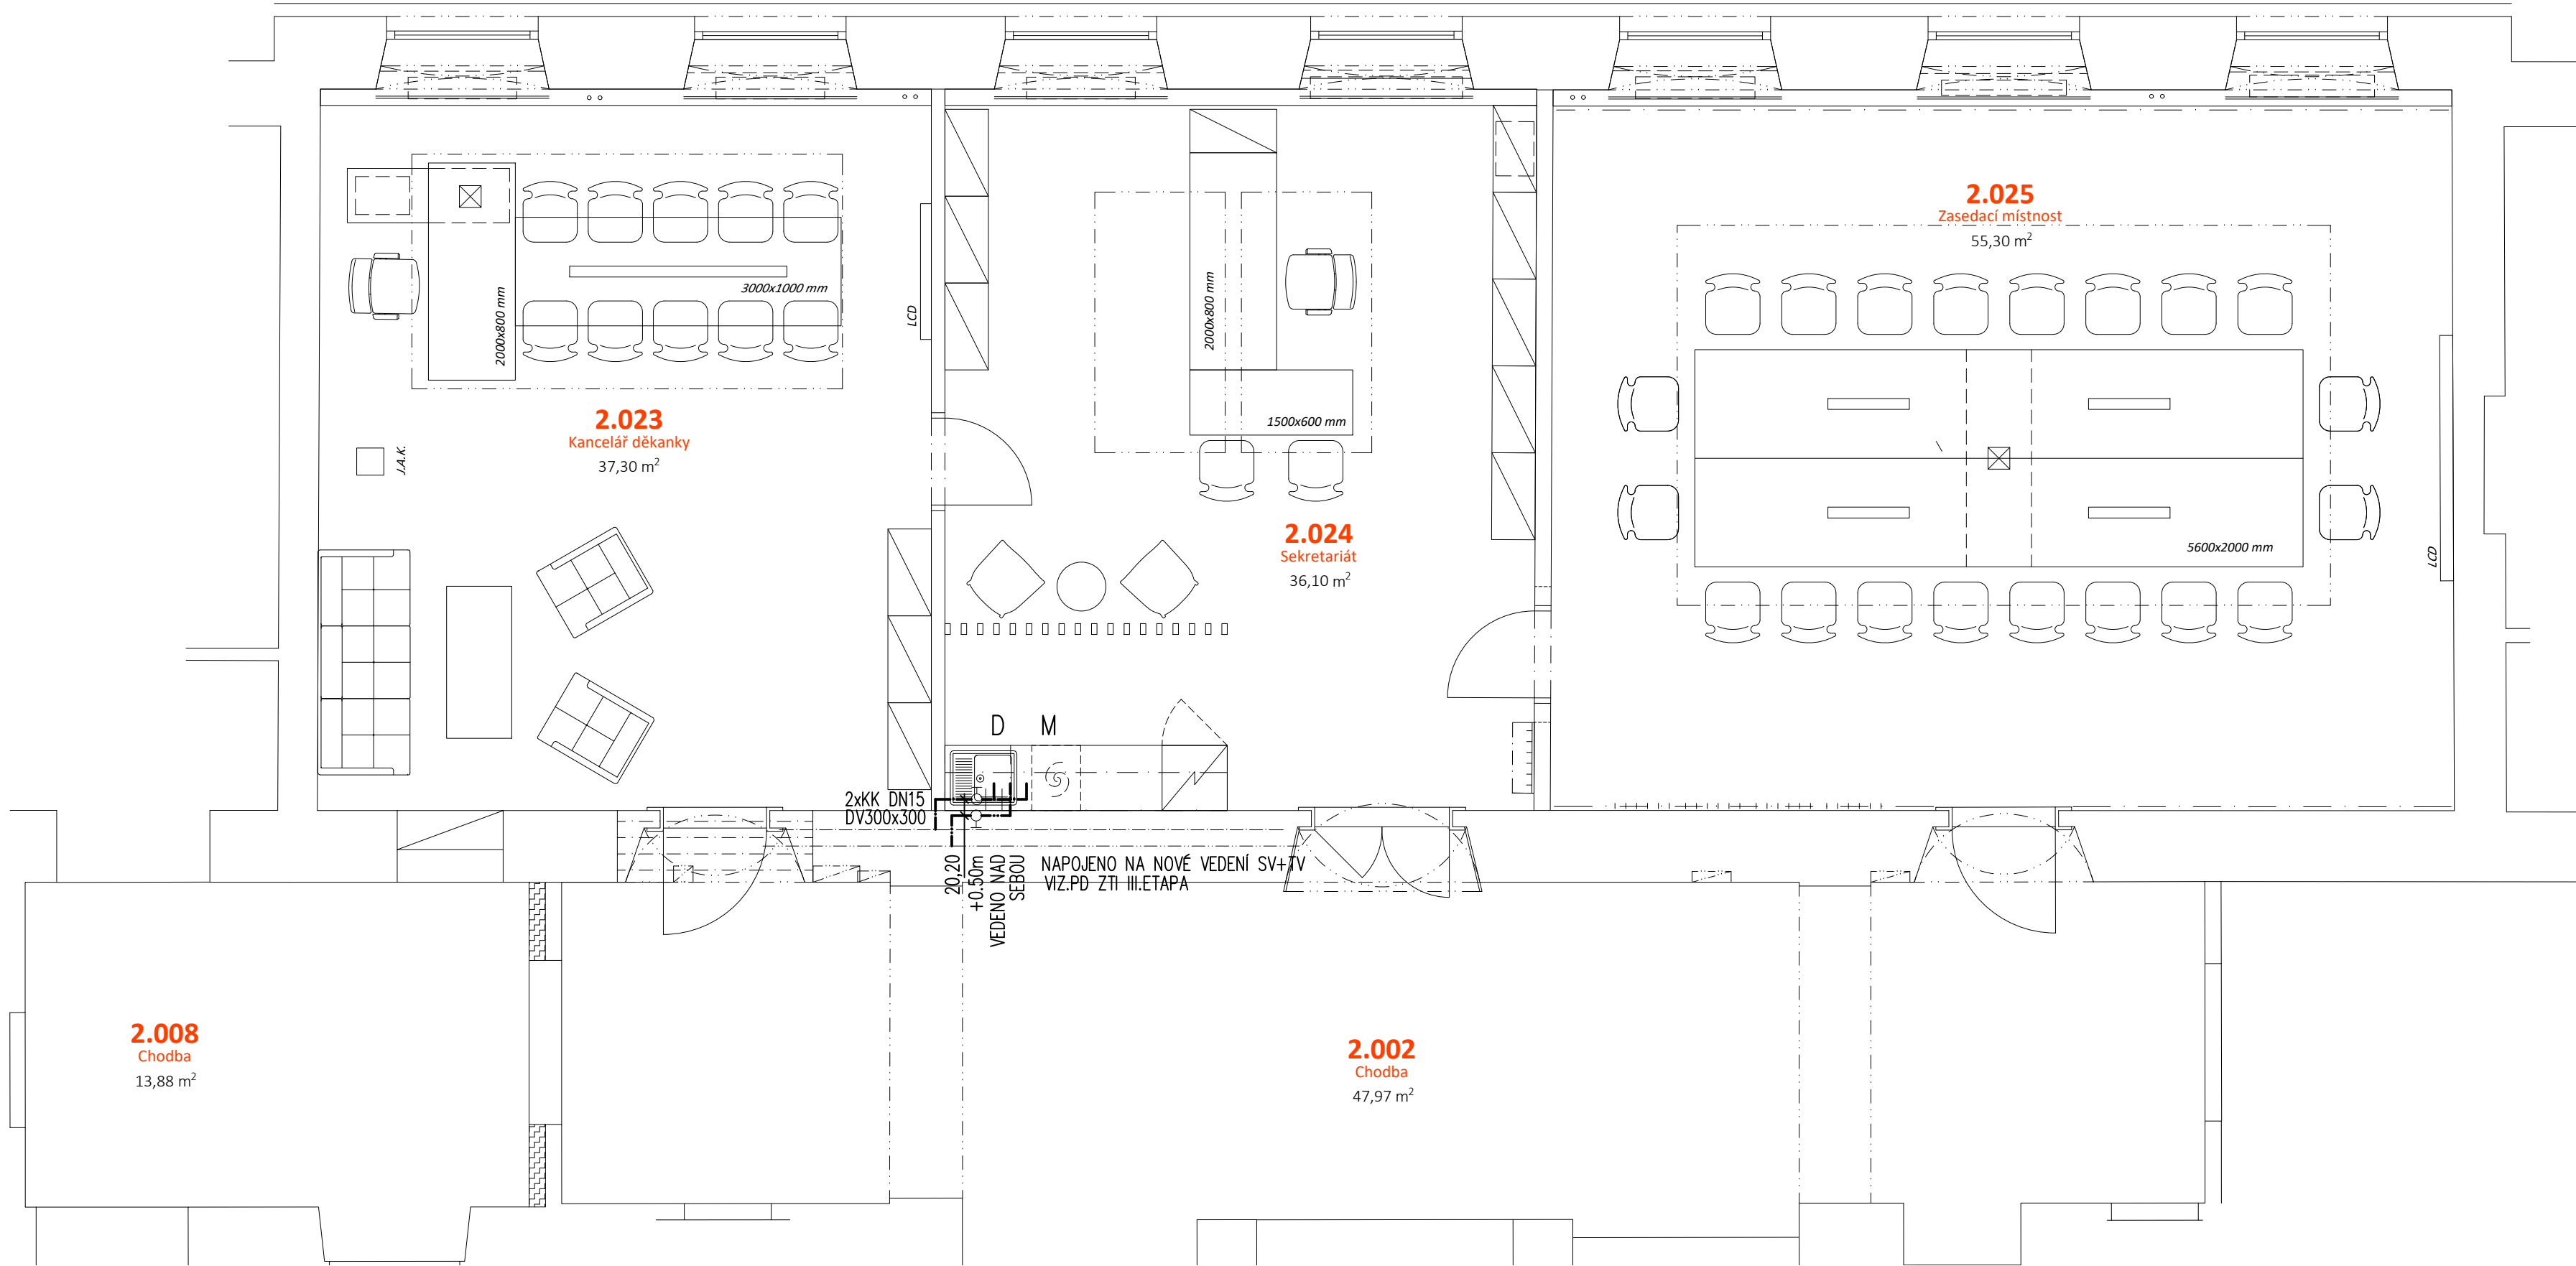 2.025
Zasedací místnost
55,30 m²
3000x1000 mm
2000x800 mm
LCD
2000x800 mm
1500x600 mm
2.023
Kancelář děkanky
37,30 m²
J.A.K.
2.024
Sekretariát
36,10 m²
5600x2000 mm
LCD
D M
2xKK DN15
DV300x300
20,20
+0.50m
VEDENO NAD
SEBOU
NAPOJENO NA NOVÉ VEDENÍ SV+TV
VIZ.PD ZTI III.ETAPA
2.008
Chodba
13,88 m²
2.002
Chodba
47,97 m²